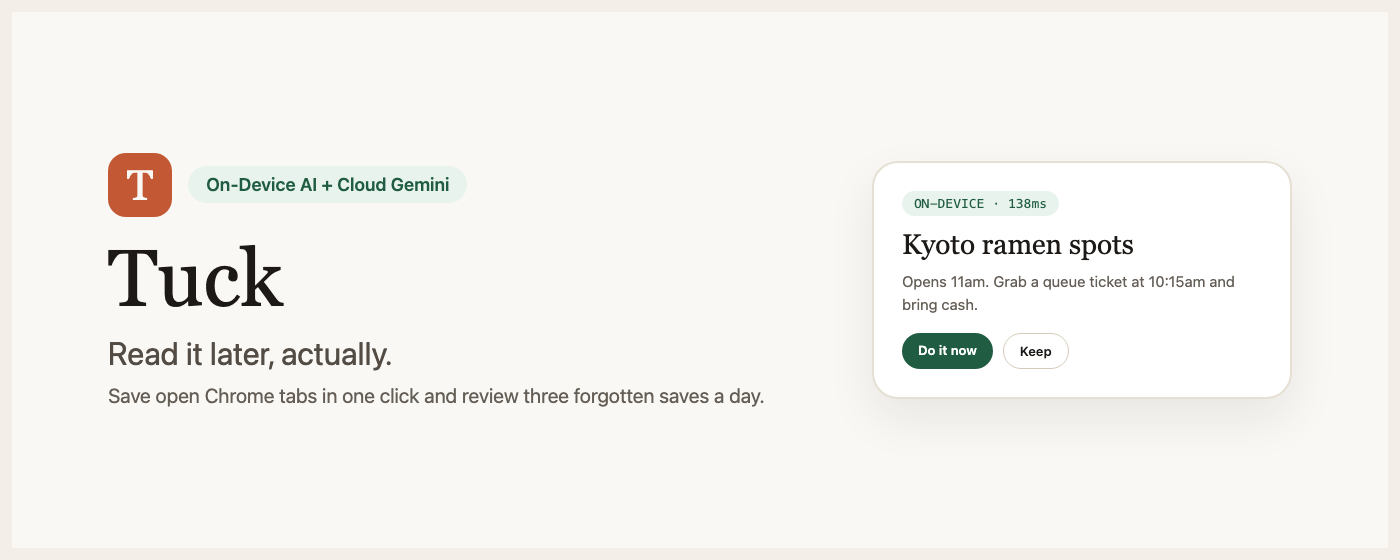 T
On-Device AI + Cloud Gemini
Tuck
Read it later, actually.
Save open Chrome tabs in one click and review three forgotten saves a day.
ON-DEVICE · 138ms
Kyoto ramen spots
Opens 11am. Grab a queue ticket at 10:15am and
bring cash.
Do it now
Keep